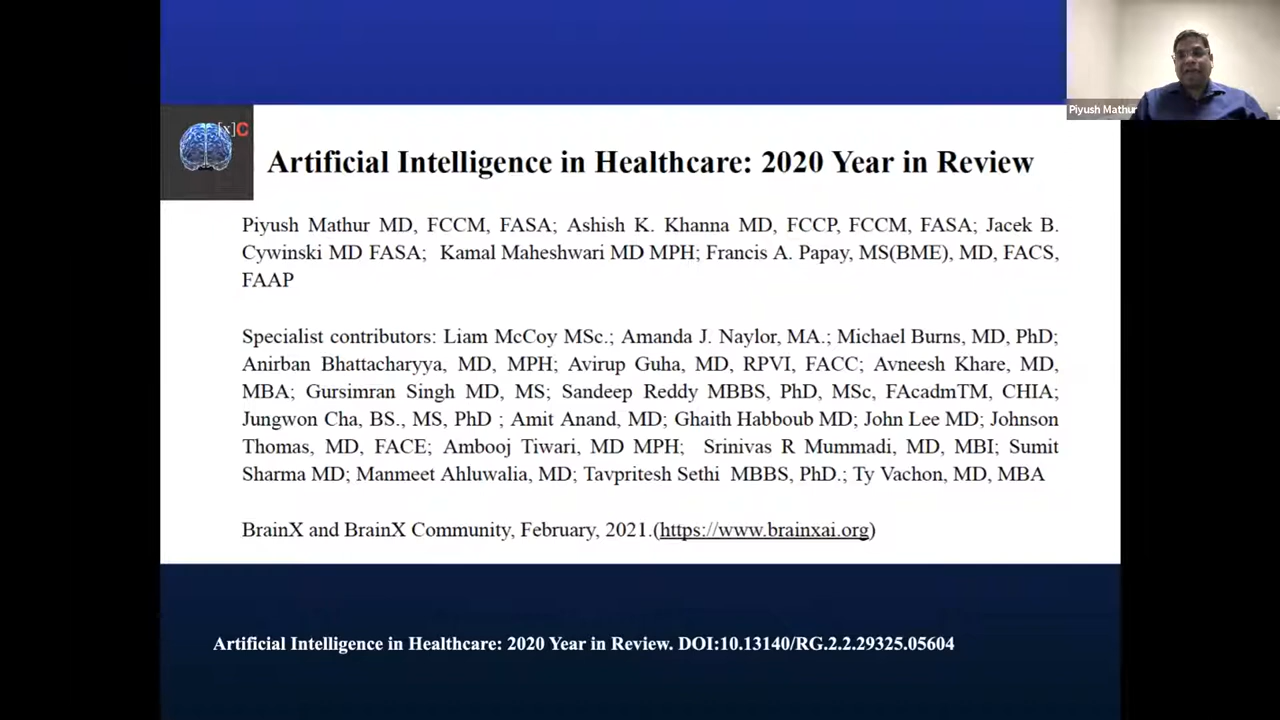 Piyush Mathur
[x]C
Artificial Intelligence in Healthcare: 2020 Year in Review
Piyush Mathur MD, FCCM, FASA; Ashish K. Khanna MD, FCCP, FCCM, FASA; Jacek B.
Cywinski MD FASA; Kamal Maheshwari MD MPH; Francis A. Papay, MS(BME), MD, FACS,
FAAP
Specialist contributors: Liam McCoy MSc.; Amanda J. Naylor, MA.; Michael Burns, MD, PhD;
Anirban Bhattacharyya, MD, MPH; Avirup Guha, MD, RPVI, FACC; Avneesh Khare, MD,
MBA; Gursimran Singh MD, MS; Sandeep Reddy MBBS, PhD, MSc, FAcadmTM, CHIA;
Jungwon Cha, BS., MS, PhD ; Amit Anand, MD; Ghaith Habboub MD; John Lee MD; Johnson
Thomas, MD, FACE; Ambooj Tiwari, MD MPH; Srinivas R Mummadi, MD, MBI; Sumit
Sharma MD; Manmeet Ahluwalia, MD; Tavpritesh Sethi MBBS, PhD.; Ty Vachon, MD, MBA
BrainX and BrainX Community, February, 2021.(https://www.brainxai.org)
Artificial Intelligence in Healthcare: 2020 Year in Review. DOI:10.13140/RG.2.2.29325.05604